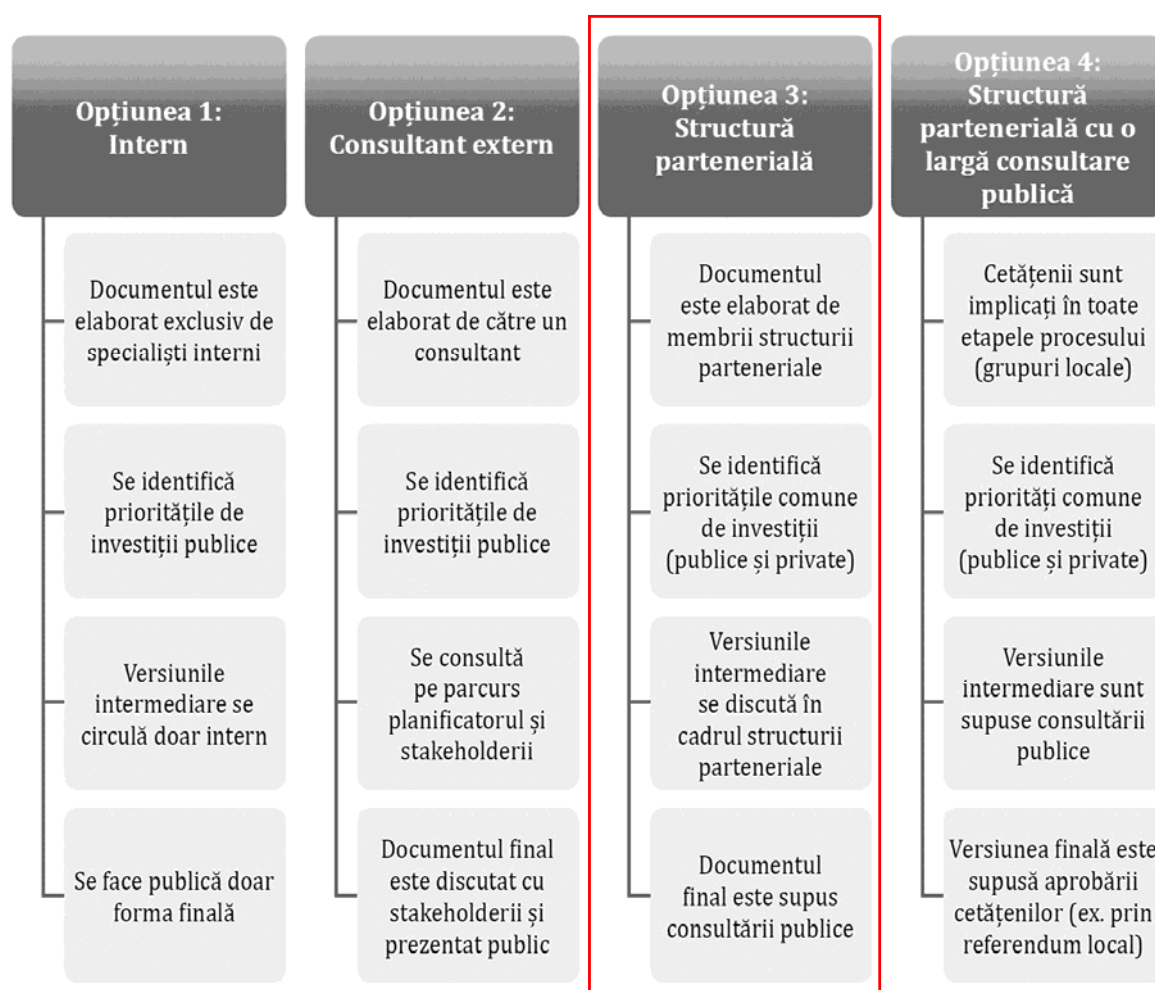 Opțiunea 1:
Intern
Documentul este
elaborat exclusiv de
specialiști interni
Se identifică
prioritățile de
investiții publice
Versiunile
intermediare se
circulă doar intern
Se face publică doar
forma finală
Opțiunea 2:
Consultant extern
Documentul este
elaborat de către un
consultant
Se identifică
prioritățile de
investiții publice
Se consultă
pe parcurs
planificatorul și
stakeholderii
Documentul final
este discutat cu
stakeholderii și
prezentat public
Opțiunea 3:
Structură
partenerială
Documentul
este elaborat de
membrii structurii
parteneriale
Se identifică
prioritățile comune
de investiții
(publice și private)
Versiunile
intermediare
se discută în
cadrul structurii
parteneriale
Documentul
final este supus
consultării publice
Opțiunea 4:
Structură
partenerială cu o
largă consultare
publică
Cetățenii sunt
implicați în toate
etapele procesului
(grupuri locale)
Se identifică
priorități comune
de investiții
(publice și private)
Versiunile
intermediare sunt
supuse consultării
publice
Versiunea finală este
supusă aprobării
cetățenilor (ex. prin
referendum local)